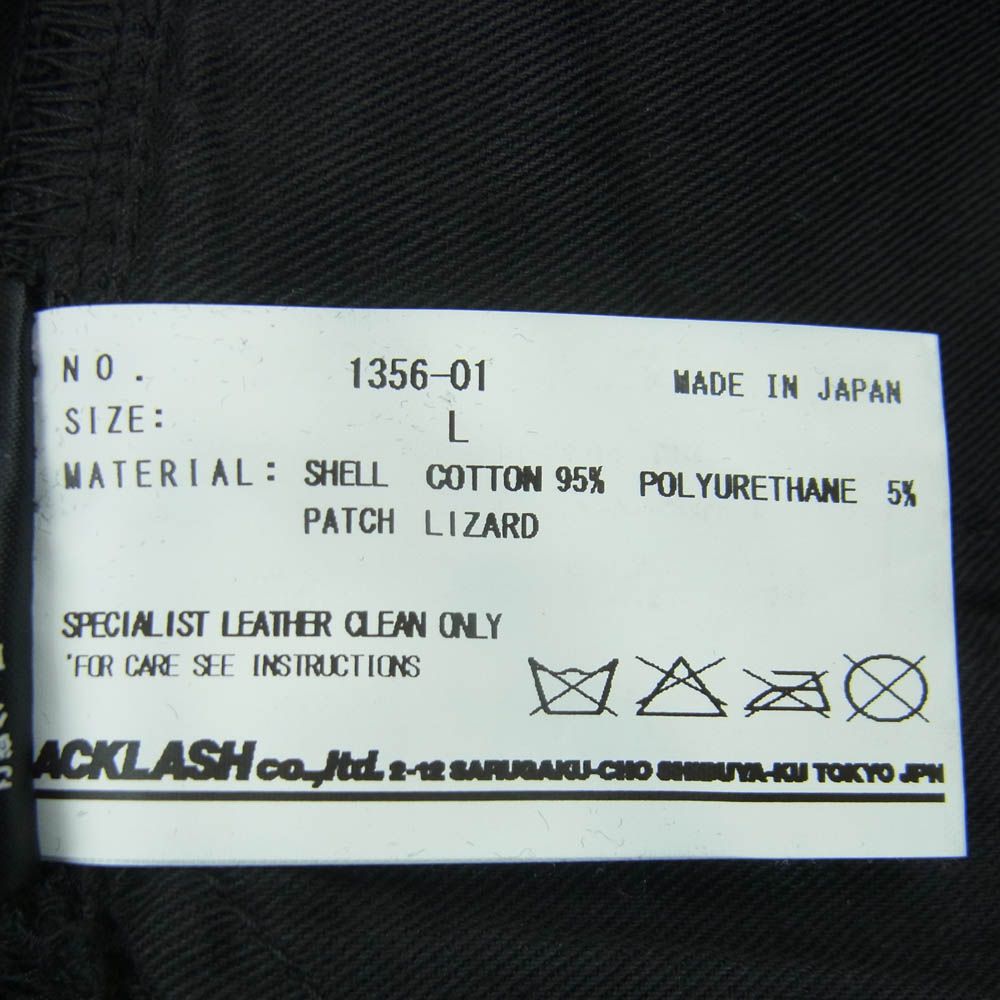 NO. 1356-01 MADE IN JAPAN
SIZE: L
MATERIAL: SHELL COTTON 95% POLYURETHANE 5%
PATCH LIZARD
SPECIALIST LEATHER CLEAN ONLY
'FOR CARE SEE INSTRUCTIONS
ACKLASH co.,ltd. 2-12 SARUGAKU-CHO SHIBUYA-KU TOKYO JPN